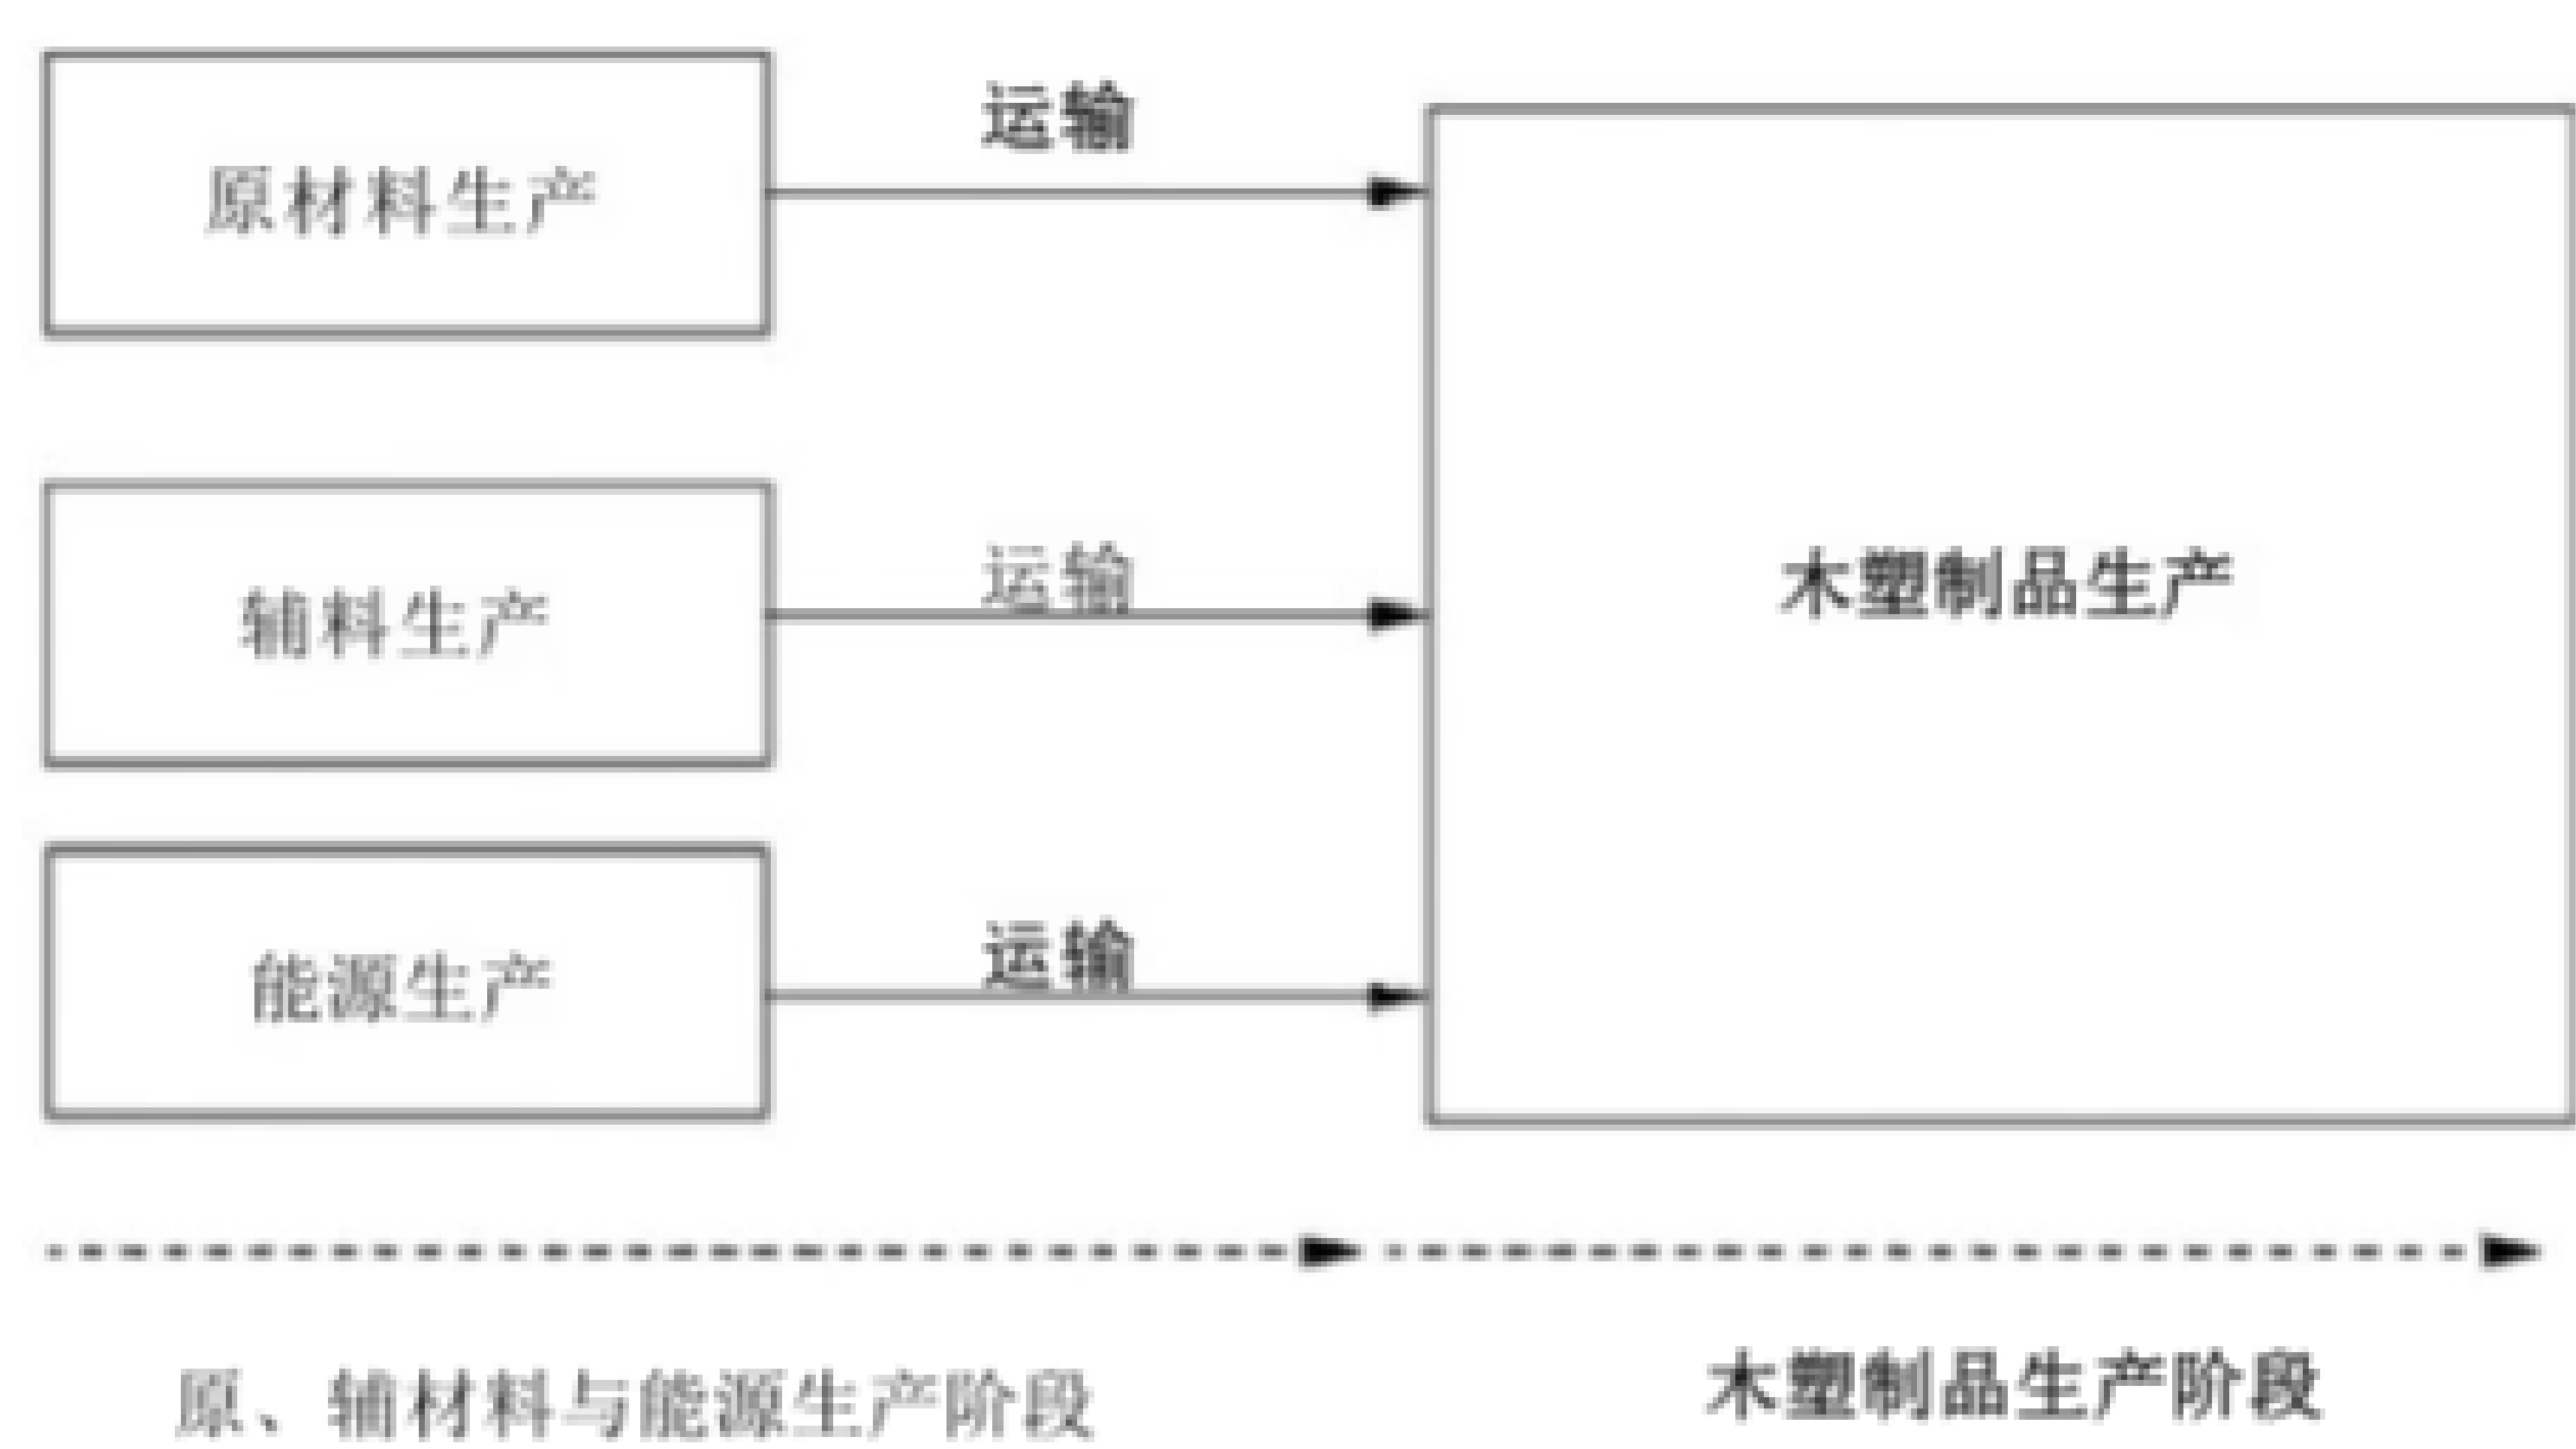 运输
原材料生产
运输
木塑制品生产
辅料生产
运输
能源生产
原、辅材料与能源生产阶段
木塑制品生产阶段